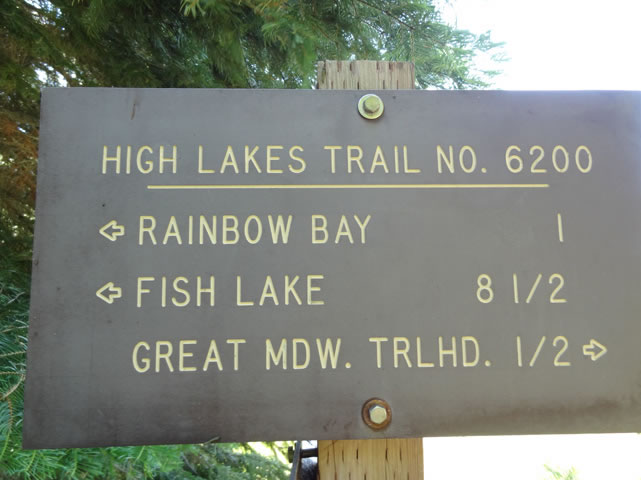 HIGH LAKES TRAIL NO. 6200
RAINBOW BAY 1
FISH LAKE 8 1/2
GREAT MDW. TRLHD. 1/2